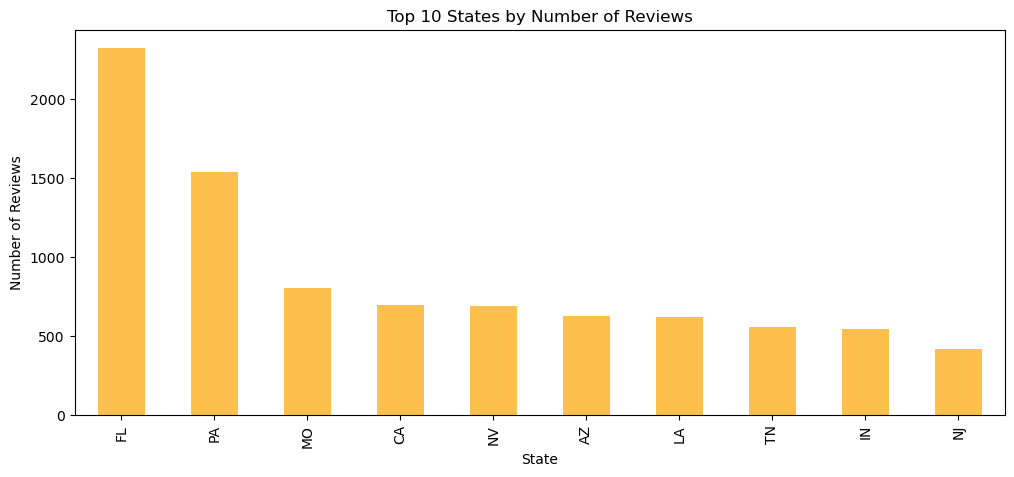 Top 10 States by Number of Reviews
Number of Reviews
2000
1500
1000
500
0
FL
PA
MO
CA
NV
AZ
LA
TN
IN
NJ
State